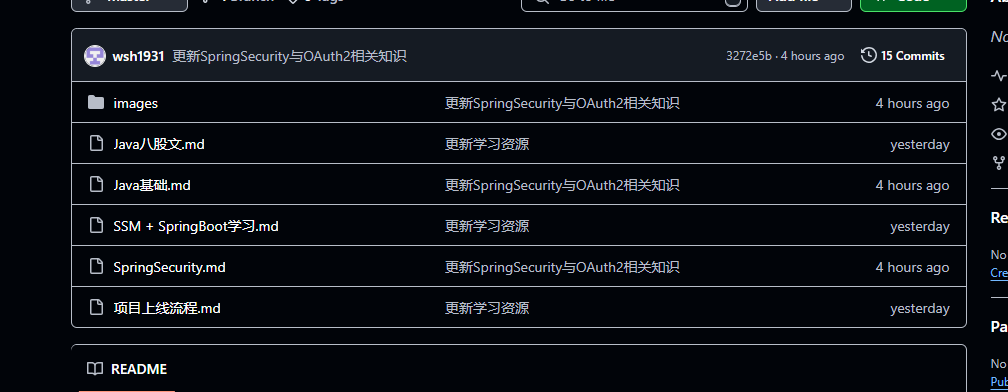 wsh1931 更新SpringSecurity与OAuth2相关知识 3272e5b · 4 hours ago 15 Commits
images 更新SpringSecurity与OAuth2相关知识 4 hours ago
Java八股文.md 更新学习资源 yesterday
Java基础.md 更新SpringSecurity与OAuth2相关知识 4 hours ago
SSM + SpringBoot学习.md 更新学习资源 yesterday
SpringSecurity.md 更新SpringSecurity与OAuth2相关知识 4 hours ago
项目上线流程.md 更新学习资源 yesterday
README
No
Re
No
Cre
Pa
No
Pub